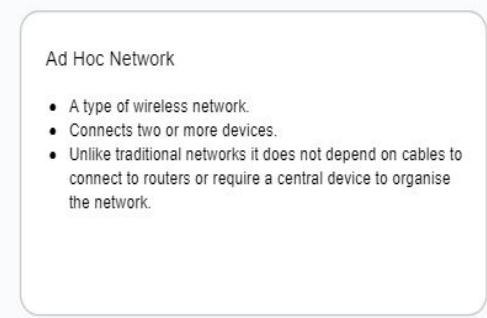 Ad Hoc Network
• A type of wireless network.
• Connects two or more devices.
• Unlike traditional networks it does not depend on cables to
connect to routers or require a central device to organise
the network.